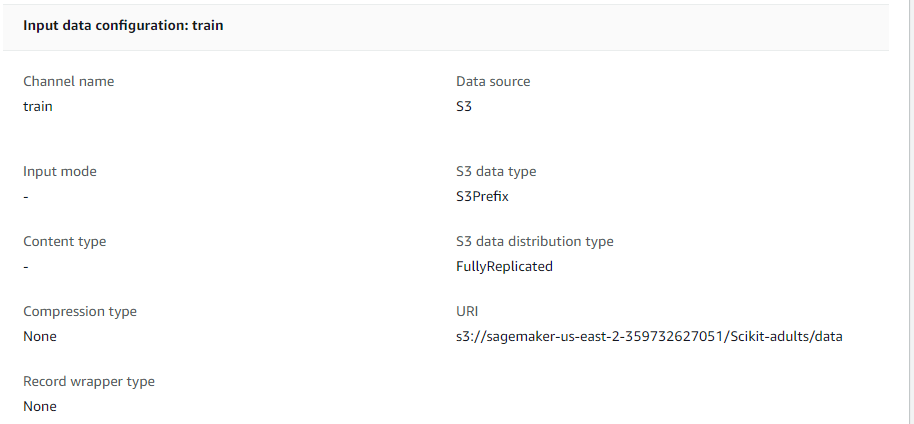 Input data configuration: train
Channel name
train
Data source
S3
Input mode
-
S3 data type
S3Prefix
Content type
-
S3 data distribution type
FullyReplicated
Compression type
None
URI
s3://sagemaker-us-east-2-359732627051/Scikit-adults/data
Record wrapper type
None